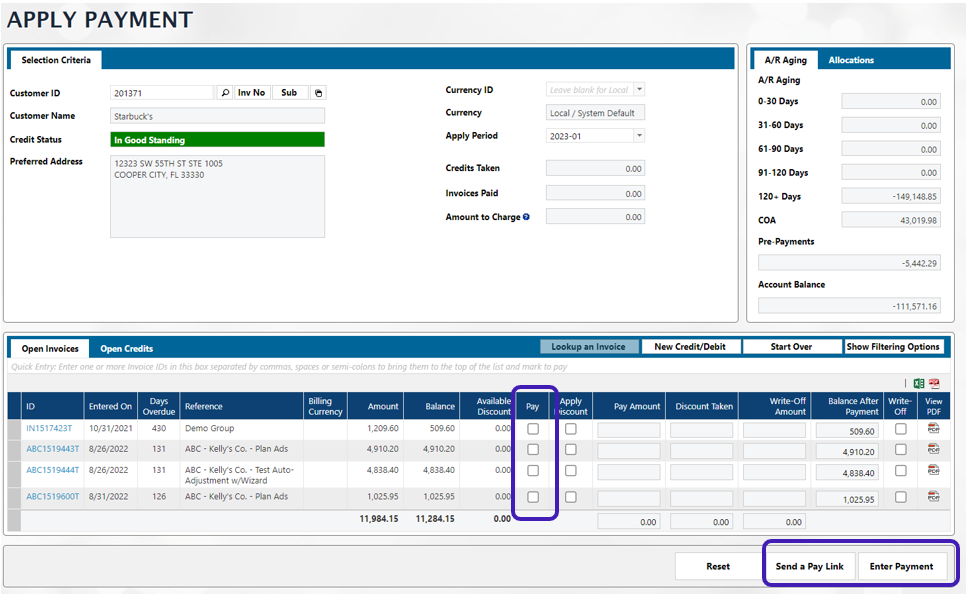 APPLY PAYMENT
Selection Criteria
Customer ID 201371 Inv No Sub
Customer Name Starbuck's
Credit Status In Good Standing
Preferred Address 12323 SW 55TH ST STE 1005
COOPER CITY, FL 33330
Currency ID Leave blank for Local
Currency Local / System Default
Apply Period 2023-01
Credits Taken 0.00
Invoices Paid 0.00
Amount to Charge ? 0.00
A/R Aging Allocations
A/R Aging
0-30 Days 0.00
31-60 Days 0.00
61-90 Days 0.00
91-120 Days 0.00
120+ Days -149,148.85
COA 43,019.98
Pre-Payments
-5,442.29
Account Balance
-111,571.16
Open Invoices Open Credits Lookup an Invoice New Credit/Debit Start Over Show Filtering Options
Quick Entry: Enter one or more Invoice IDs in this box separated by commas, spaces or semi-colons to bring them to the top of the list and mark to pay
ID Entered On Days Overdue Reference Billing Currency Amount Balance Available Discount Pay Apply Discount Pay Amount Discount Taken Write-Off Amount Balance After Payment Write-Off View PDF
IN1517423T 10/31/2021 430 Demo Group 1,209.60 509.60 0.00 509.60 PDF
ABC1519443T 8/26/2022 131 ABC - Kelly's Co. - Plan Ads 4,910.20 4,910.20 0.00 4,910.20 PDF
ABC1519444T 8/26/2022 131 ABC - Kelly's Co. - Test Auto- 4,838.40 4,838.40 0.00 4,838.40 PDF
Adjustment w/Wizard
ABC1519600T 8/31/2022 126 ABC - Kelly's Co. - Plan Ads 1,025.95 1,025.95 0.00 1,025.95 PDF
11,984.15 11,284.15 0.00 0.00 0.00 0.00
Reset Send a Pay Link Enter Payment